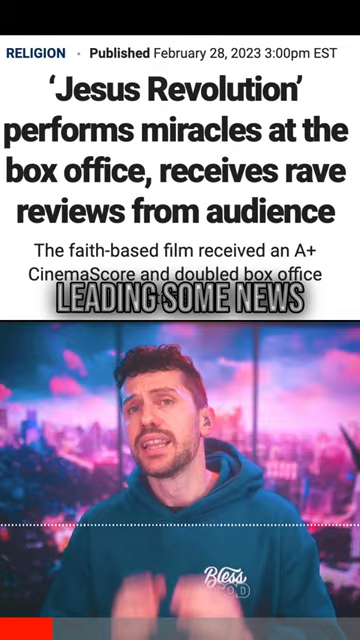 RELIGION · Published February 28, 2023 3:00pm EST
‘Jesus Revolution’
performs miracles at the
box office, receives rave
reviews from audience
The faith-based film received an A+
CinemaScore and doubled box office
LEADING SOME NEWS
Bless
GOD